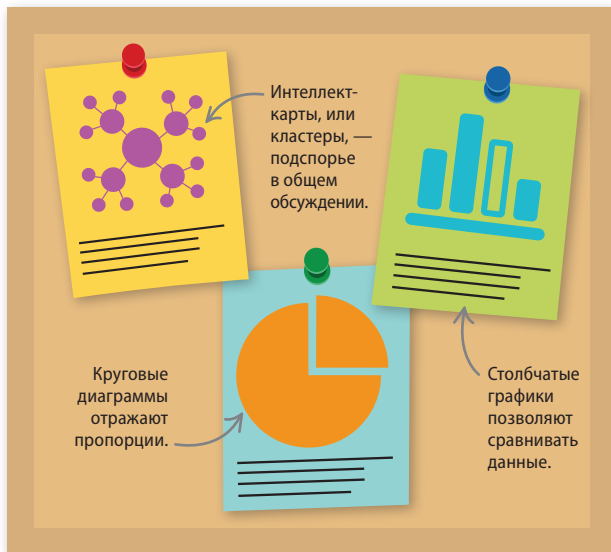 Интеллект-
карты, или
кластеры, —
подспорье
в общем
обсуждении.
Круговые
диаграммы
отражают
пропорции.
Столбчатые
графики
позволяют
сравнивать
данные.